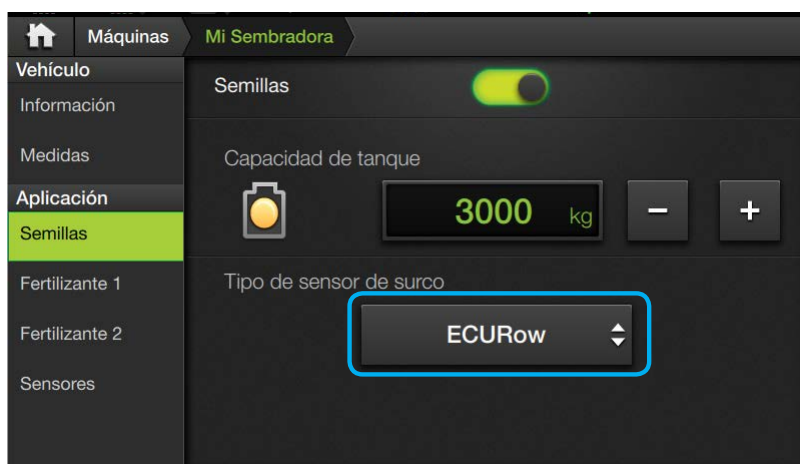 Máquinas
Mi Sembradora
Vehículo
Información
Medidas
Aplicación
Semillas
Fertilizante 1
Fertilizante 2
Sensores
Semillas
Capacidad de tanque
3000 kg
−
+
Tipo de sensor de surco
ECURow